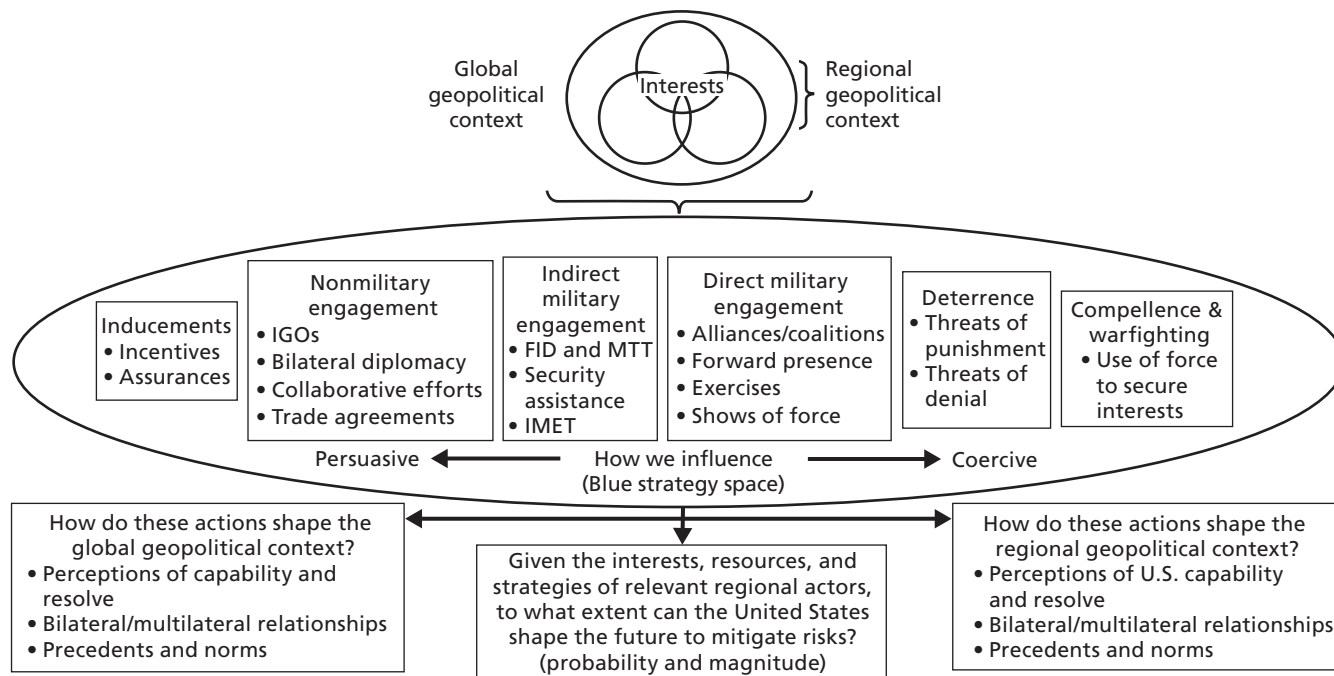 Global
geopolitical
context
Interests
Regional
geopolitical
context
Inducements
• Incentives
• Assurances
Nonmilitary
engagement
• IGOs
• Bilateral diplomacy
• Collaborative efforts
• Trade agreements
Indirect
military
engagement
• FID and MTT
• Security
assistance
• IMET
Direct military
engagement
• Alliances/coalitions
• Forward presence
• Exercises
• Shows of force
Deterrence
• Threats of
punishment
• Threats of
denial
Compellence &
warfighting
• Use of force
to secure
interests
Persuasive
How we influence
(Blue strategy space)
Coercive
How do these actions shape the
global geopolitical context?
• Perceptions of capability and
resolve
• Bilateral/multilateral relationships
• Precedents and norms
Given the interests, resources, and
strategies of relevant regional actors,
to what extent can the United States
shape the future to mitigate risks?
(probability and magnitude)
How do these actions shape the
regional geopolitical context?
• Perceptions of U.S. capability
and resolve
• Bilateral/multilateral relationships
• Precedents and norms